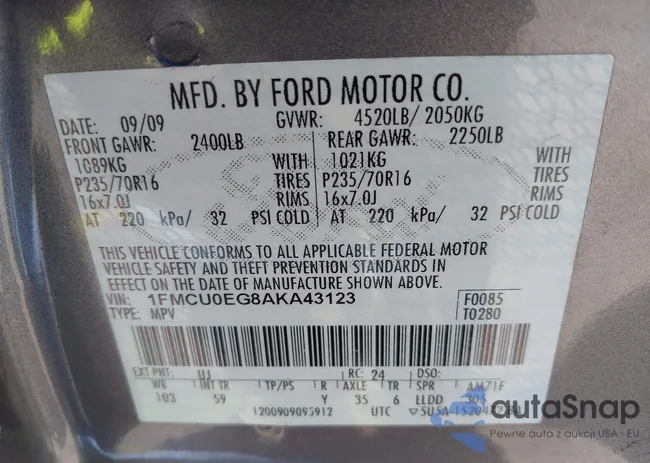 MFD. BY FORD MOTOR CO.
DATE: 09/09 GVWR: 4520LB/ 2050KG
FRONT GAWR: 2400LB REAR GAWR: 2250LB
1089KG WITH 1021KG WITH
P235/70R16 TIRES P235/70R16 TIRES
16x7.0J RIMS 16x7.0J RIMS
AT 220 kPa/ 32 PSI COLD AT 220 kPa/ 32 PSI COLD
THIS VEHICLE CONFORMS TO ALL APPLICABLE FEDERAL MOTOR
VEHICLE SAFETY AND THEFT PREVENTION STANDARDS IN
EFFECT ON THE DATE OF MANUFACTURE SHOWN ABOVE.
VIN: 1FMCU0EG8AKA43123 F0085
TYPE: MPV T0280
EXT PNT: UJ RC: 24 DSO:
WB INT TR TP/PS R AXLE TR SPR AM71F
103 59 Y 35 6 LLDD
120090909S912 UTC
autoSnap
Pewne auta z aukcji USA i EU